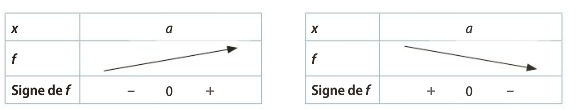 x a
f
Signe de f – 0 +
x a
f
Signe de f + 0 –